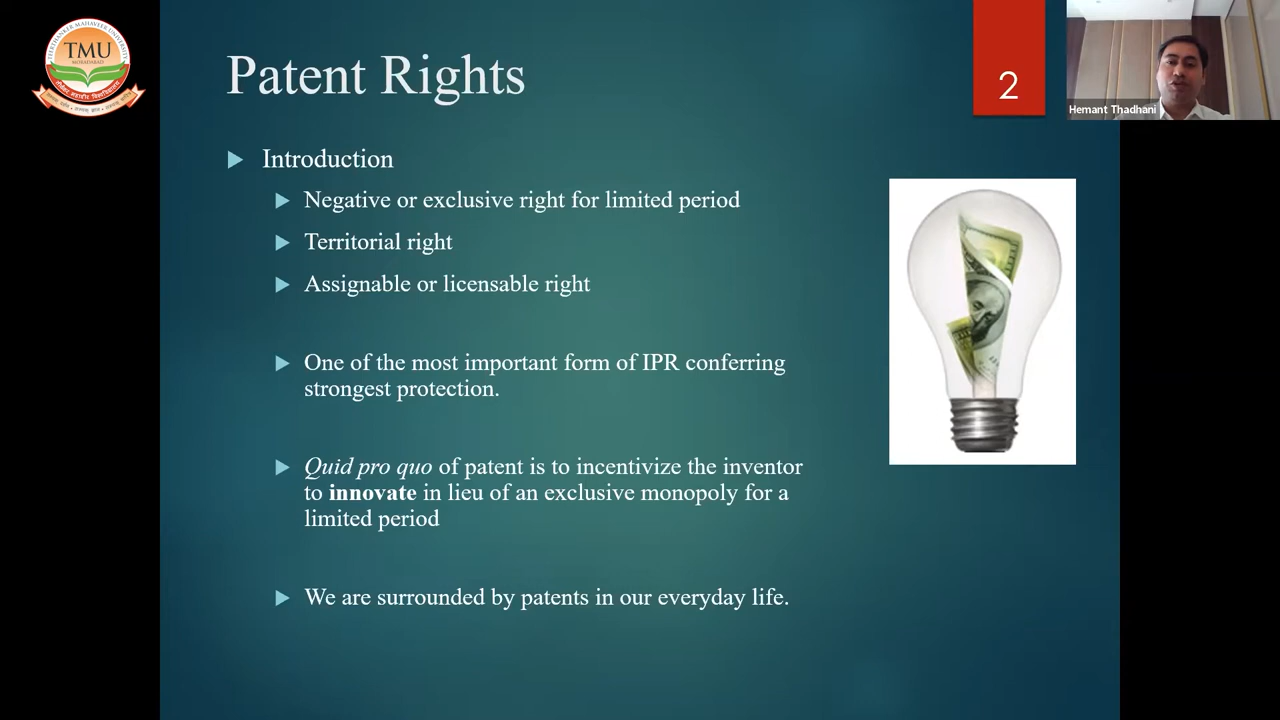 TEERTHANKER MAHAVEER UNIVERSITY
TMU
MORADABAD
Patent Rights
2
Hemant Thadhani
Introduction
Negative or exclusive right for limited period
Territorial right
Assignable or licensable right
One of the most important form of IPR conferring
strongest protection.
Quid pro quo of patent is to incentivize the inventor
to innovate in lieu of an exclusive monopoly for a
limited period
We are surrounded by patents in our everyday life.